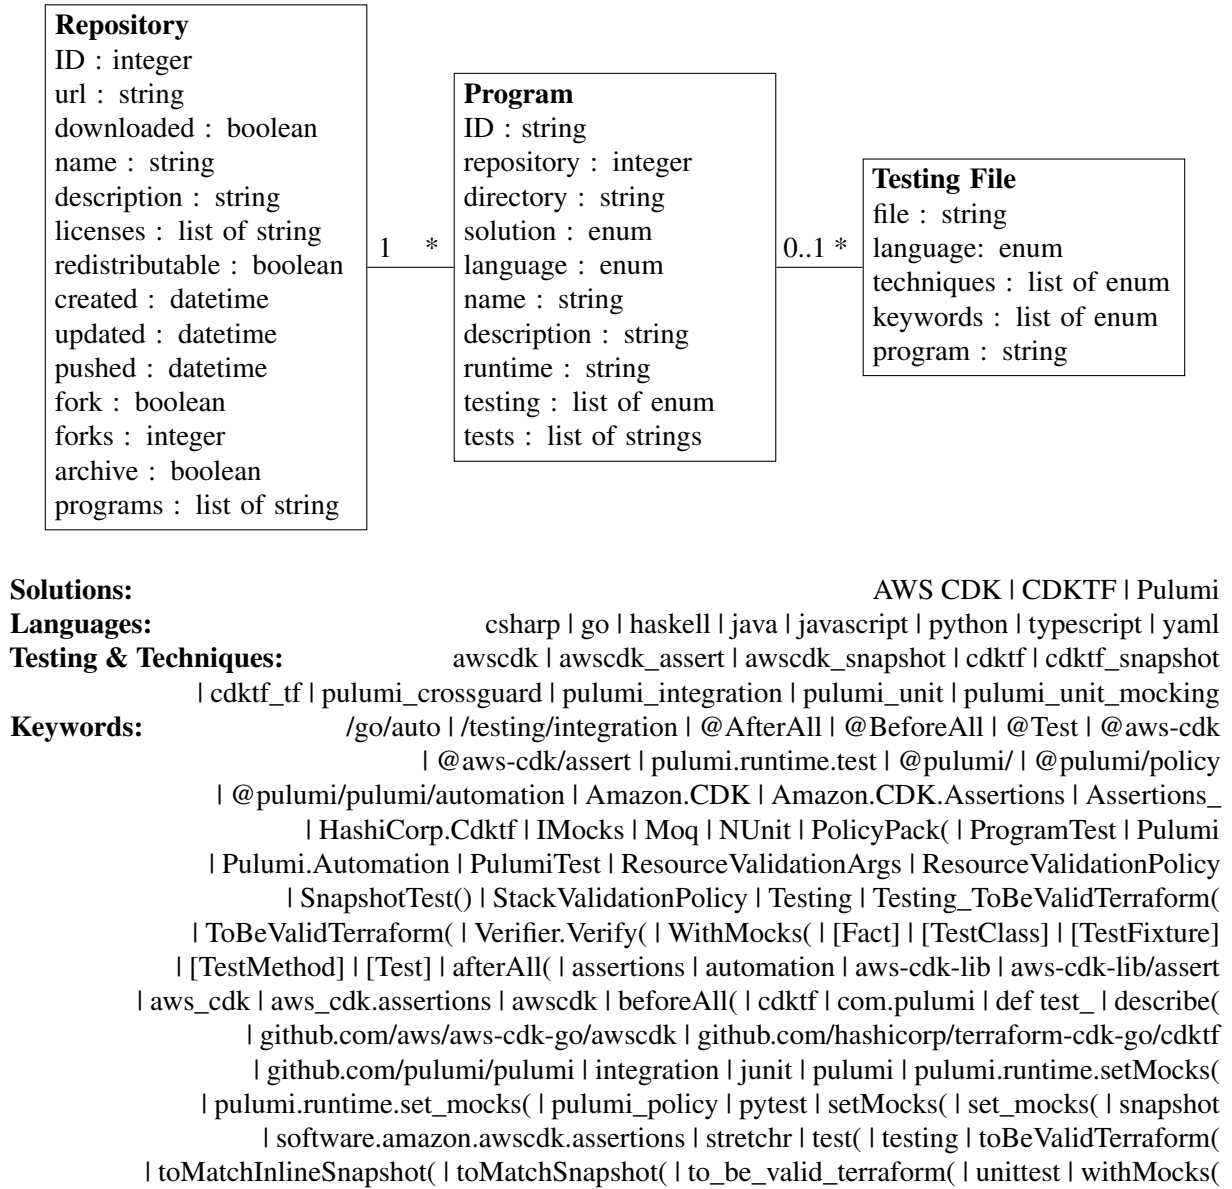 Repository
ID : integer
url : string
downloaded : boolean
name : string
description : string
licenses : list of string
redistributable : boolean
created : datetime
updated : datetime
pushed : datetime
fork : boolean
forks : integer
archive : boolean
programs : list of string
1 *
Program
ID : string
repository : integer
directory : string
solution : enum
language : enum
name : string
description : string
runtime : string
testing : list of enum
tests : list of strings
0..1 *
Testing File
file : string
language: enum
techniques : list of enum
keywords : list of enum
program : string
Solutions: AWS CDK | CDKTF | Pulumi
Languages: csharp | go | haskell | java | javascript | python | typescript | yaml
Testing & Techniques: awscdk | awscdk_assert | awscdk_snapshot | cdktf | cdktf_snapshot
| cdktf_tf | pulumi_crossguard | pulumi_integration | pulumi_unit | pulumi_unit_mocking
Keywords: /go/auto | /testing/integration | @AfterAll | @BeforeAll | @Test | @aws-cdk
| @aws-cdk/assert | pulumi.runtime.test | @pulumi/ | @pulumi/policy
| @pulumi/pulumi/automation | Amazon.CDK | Amazon.CDK.Assertions | Assertions_
| HashiCorp.Cdktf | IMocks | Moq | NUnit | PolicyPack( | ProgramTest | Pulumi
| Pulumi.Automation | PulumiTest | ResourceValidationArgs | ResourceValidationPolicy
| SnapshotTest() | StackValidationPolicy | Testing | Testing_ToBeValidTerraform(
| ToBeValidTerraform( | Verifier.Verify( | WithMocks( | [Fact] | [TestClass] | [TestFixture]
| [TestMethod] | [Test] | afterAll( | assertions | automation | aws-cdk-lib | aws-cdk-lib/assert
| aws_cdk | aws_cdk.assertions | awscdk | beforeAll( | cdktf | com.pulumi | def test_ | describe(
| github.com/aws/aws-cdk-go/awscdk | github.com/hashicorp/terraform-cdk-go/cdktf
| github.com/pulumi/pulumi | integration | junit | pulumi | pulumi.runtime.setMocks(
| pulumi.runtime.set_mocks( | pulumi_policy | pytest | setMocks( | set_mocks( | snapshot
| software.amazon.awscdk.assertions | stretchr | test( | testing | toBeValidTerraform(
| toMatchInlineSnapshot( | toMatchSnapshot( | to_be_valid_terraform( | unittest | withMocks(